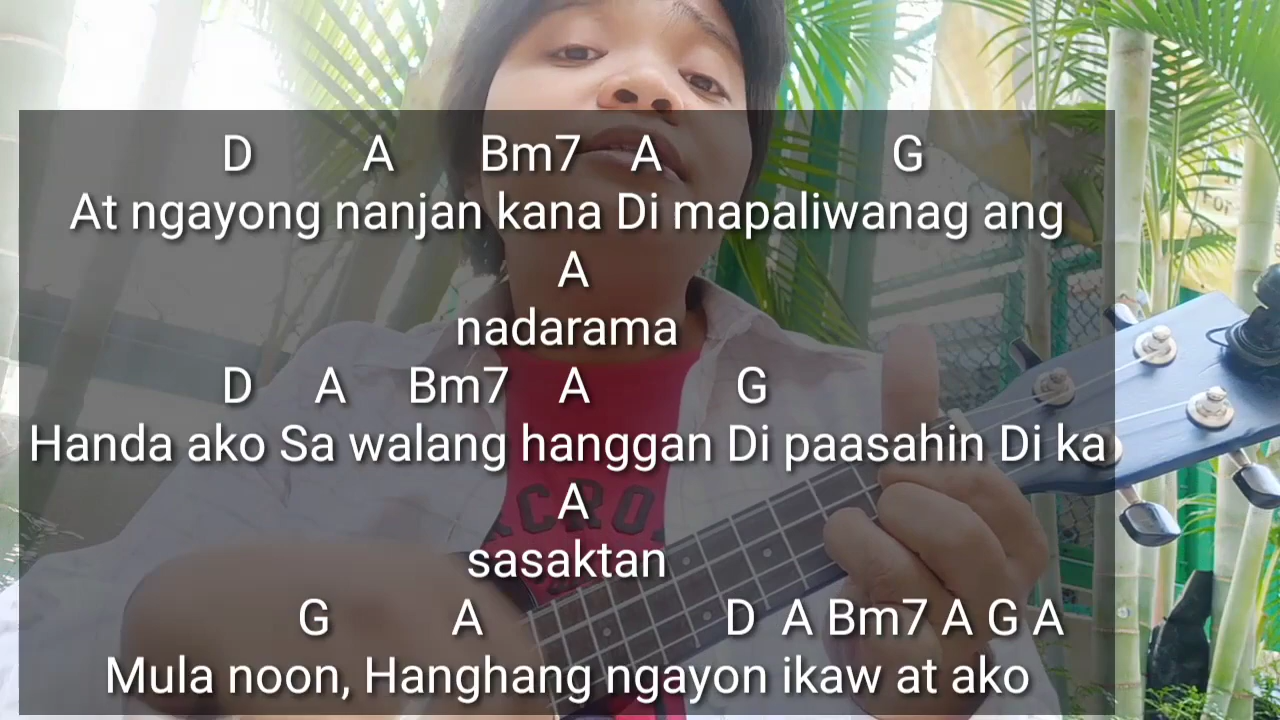 D A Bm7 A G
At ngayong nanjan kana Di mapaliwanag ang
A
nadarama
D A Bm7 A G
Handa ako Sa walang hanggan Di paasahin Di ka
A
sasaktan
G A D A Bm7 A G A
Mula noon, Hanghang ngayon ikaw at ako